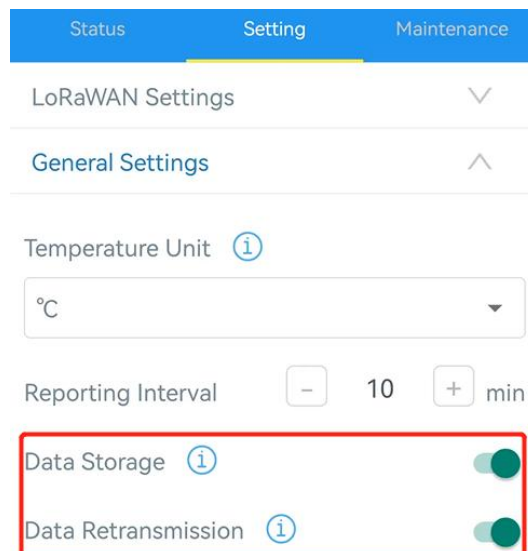 Status Setting Maintenance
LoRaWAN Settings
General Settings
Temperature Unit i
℃
Reporting Interval - 10 + min
Data Storage i
Data Retransmission i